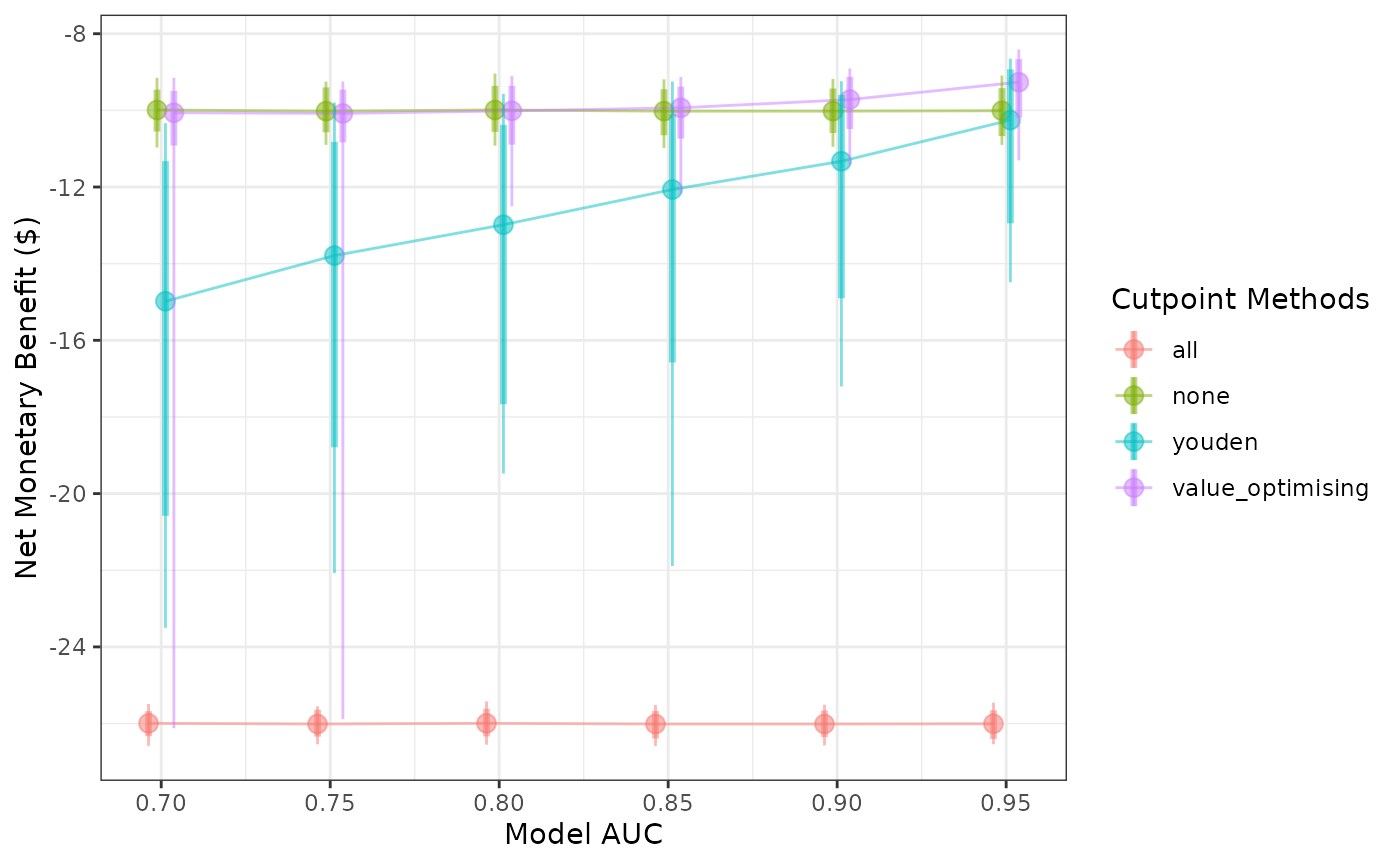 Net Monetary Benefit ($)
-8
-12
-16
-20
-24
0.70 0.75 0.80 0.85 0.90 0.95
Model AUC
Cutpoint Methods
all
none
youden
value_optimising